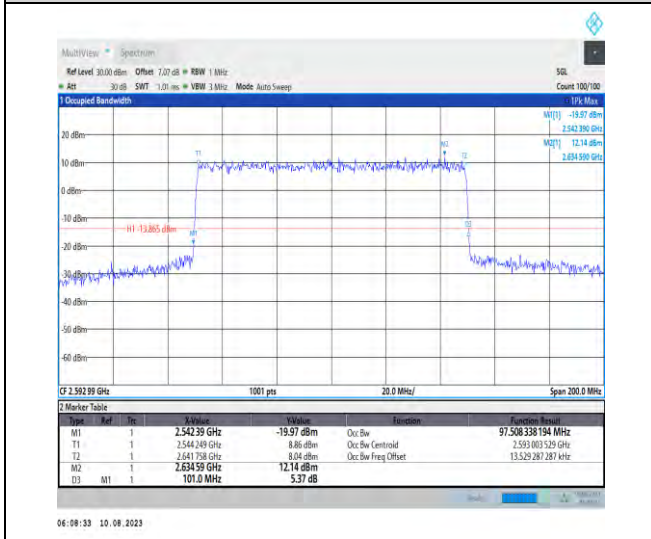 MultiView Spectrum
Ref Level 30.00 dBm Offset 7.07 dB RBW 1 MHz SGL
Att 30 dB SWT 1.01 ms VBW 3 MHz Mode Auto Sweep Count 100/100
1 Occupied Bandwidth 1Pk Max
M1[1] -19.97 dBm
2.542 390 GHz
M2[1] 12.14 dBm
2.634 590 GHz
20 dBm
M2
T1
T2
10 dBm
0 dBm
-10 dBm
D3
H1 -13.865 dBm
M1
-20 dBm
-30 dBm
-40 dBm
-50 dBm
-60 dBm
CF 2.592 99 GHz 1001 pts 20.0 MHz/ Span 200.0 MHz
2 Marker Table
Type Ref Trc X-Value Y-Value Function Function Result
M1 1 2.542 39 GHz -19.97 dBm Occ Bw 97.508 338 194 MHz
T1 1 2.544 249 GHz 8.86 dBm Occ Bw Centroid 2.593 003 529 GHz
T2 1 2.641 758 GHz 8.04 dBm Occ Bw Freq Offset 13.529 287 287 kHz
M2 1 2.634 59 GHz 12.14 dBm
D3 M1 1 101.0 MHz 5.37 dB
06:08:33 10.08.2023